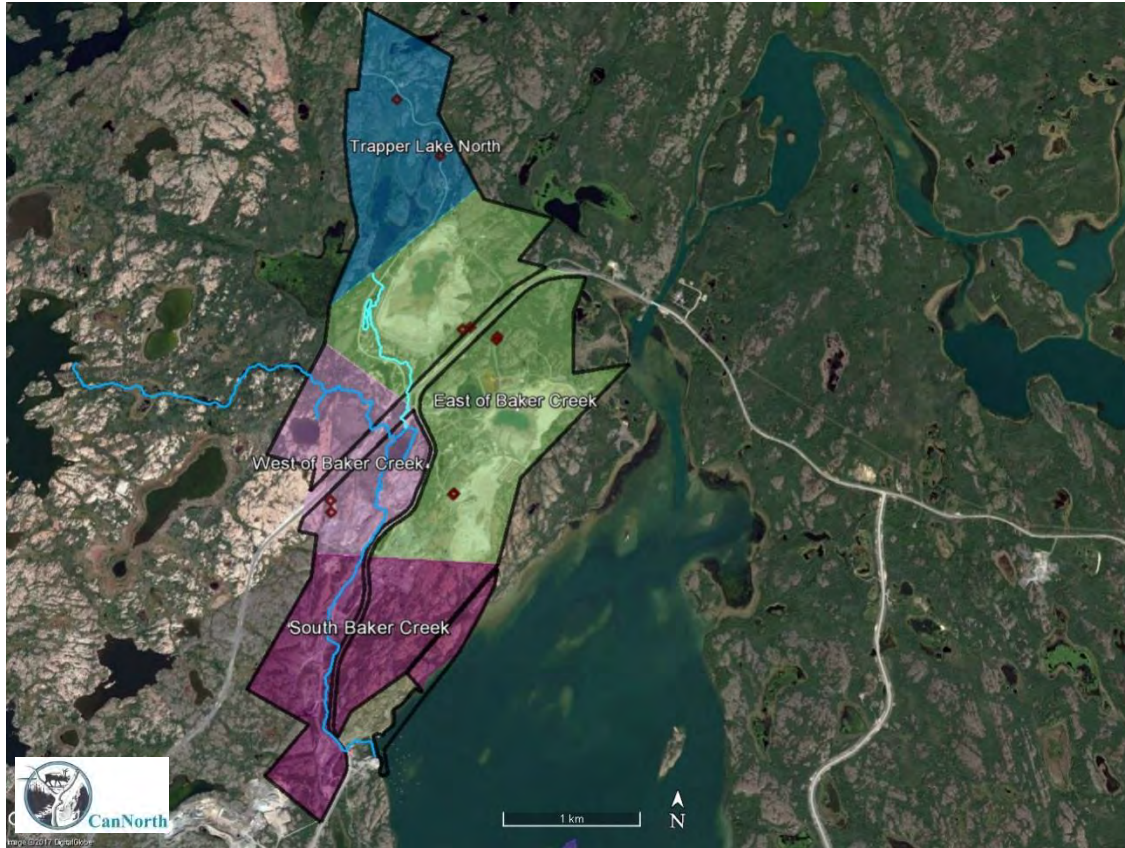 Trapper Lake North
East of Baker Creek
West of Baker Creek
South Baker Creek
CanNorth
1 km
N
Image © 2017 DigitalGlobe